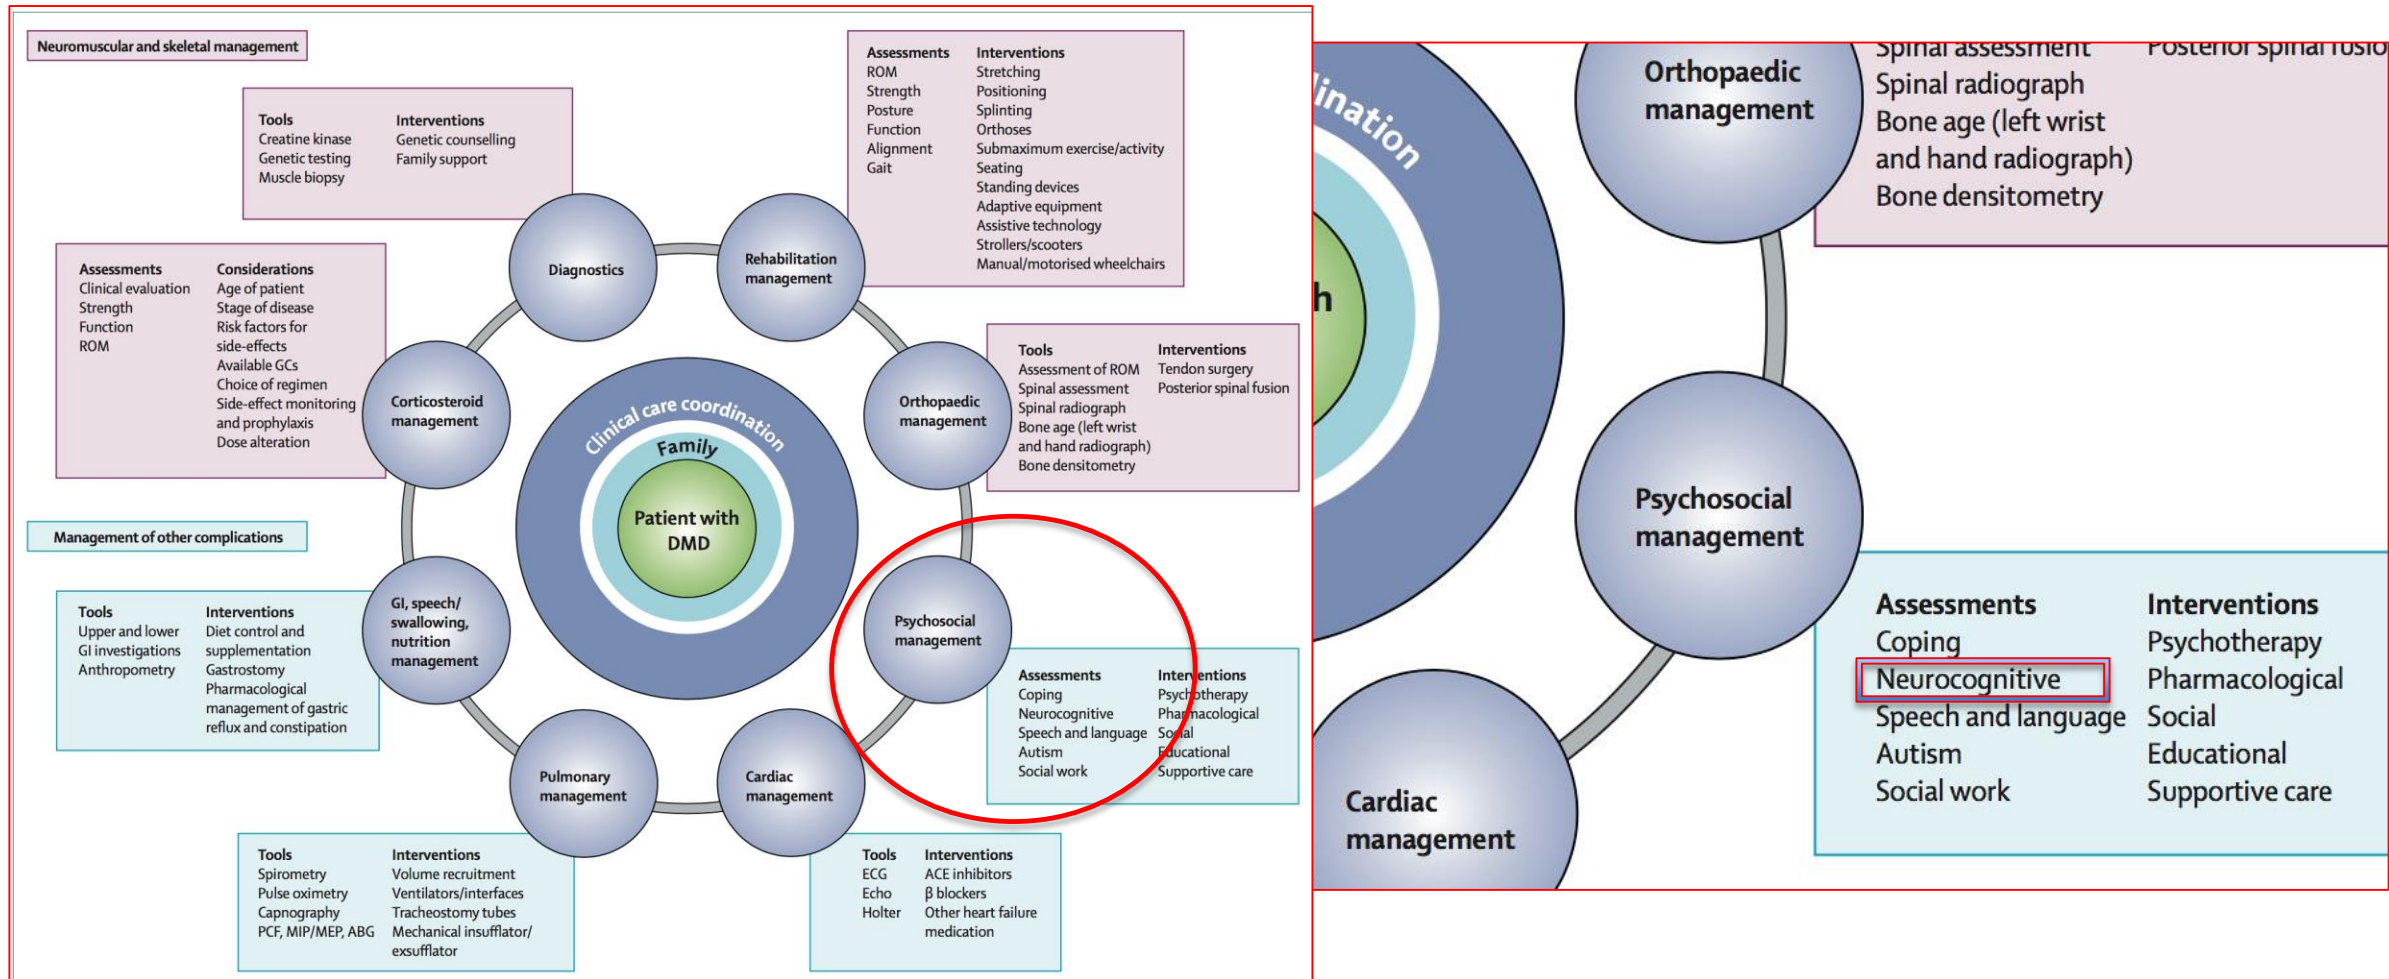 Neuromuscular and skeletal management
Tools
Creatine kinase
Genetic testing
Muscle biopsy
Interventions
Genetic counselling
Family support
Assessments
ROM
Strength
Posture
Function
Alignment
Gait
Interventions
Stretching
Positioning
Splinting
Orthoses
Submaximum exercise/activity
Seating
Standing devices
Adaptive equipment
Assistive technology
Strollers/scooters
Manual/motorised wheelchairs
Diagnostics
Rehabilitation
management
Assessments
Clinical evaluation
Strength
Function
ROM
Considerations
Age of patient
Stage of disease
Risk factors for
side-effects
Available GCs
Choice of regimen
Side-effect monitoring
and prophylaxis
Dose alteration
Corticosteroid
management
Orthopaedic
management
Tools
Assessment of ROM
Spinal assessment
Spinal radiograph
Bone age (left wrist
and hand radiograph)
Bone densitometry
Interventions
Tendon surgery
Posterior spinal fusion
Clinical care coordination
Family
Patient with
DMD
Management of other complications
Tools
Upper and lower
GI investigations
Anthropometry
Interventions
Diet control and
supplementation
Gastrostomy
Pharmacological
management of gastric
reflux and constipation
GI, speech/
swallowing,
nutrition
management
Psychosocial
management
Assessments
Coping
Neurocognitive
Speech and language
Autism
Social work
Interventions
Psychotherapy
Pharmacological
Social
Educational
Supportive care
Pulmonary
management
Cardiac
management
Tools
Spirometry
Pulse oximetry
Capnography
PCF, MIP/MEP, ABG
Interventions
Volume recruitment
Ventilators/interfaces
Tracheostomy tubes
Mechanical insufflator/
exsufflator
Tools
ECG
Echo
Holter
Interventions
ACE inhibitors
β blockers
Other heart failure
medication
ination
h
Orthopaedic
management
Spinal assessment
Spinal radiograph
Bone age (left wrist
and hand radiograph)
Bone densitometry
Posterior spinal fusio
Psychosocial
management
Assessments
Coping
Neurocognitive
Speech and language
Autism
Social work
Interventions
Psychotherapy
Pharmacological
Social
Educational
Supportive care
Cardiac
management